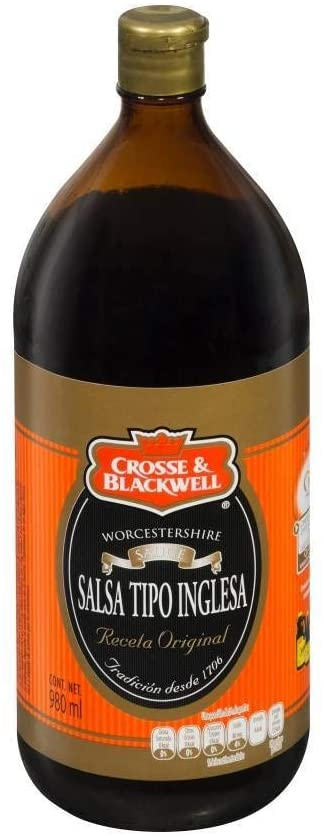 CROSSE &
BLACKWELL
®
WORCESTERSHIRE
SAUCE
SALSA TIPO INGLESA
Receta Original
Tradición desde 1706
CONT. NET.
980 ml